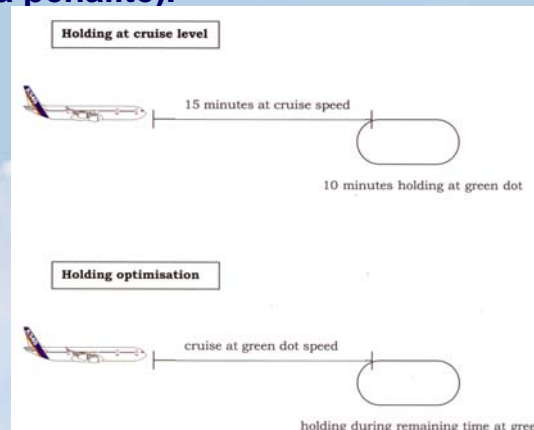 a penalité).
Holding at cruise level
15 minutes at cruise speed
10 minutes holding at green dot
Holding optimisation
cruise at green dot speed
holding during remaining time at gree